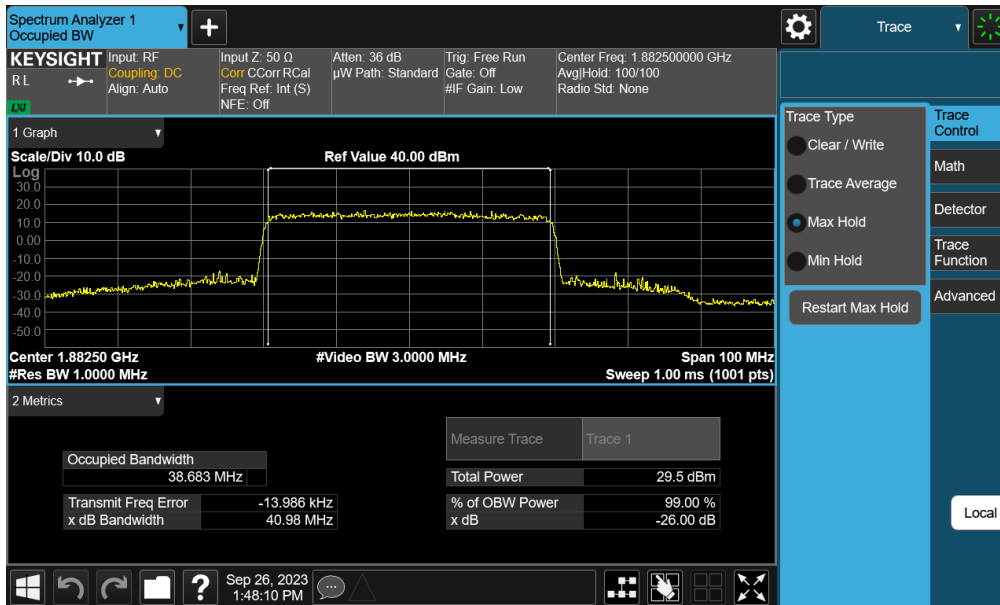 Spectrum Analyzer 1
Occupied BW
Trace
KEYSIGHT
R L
LXI
Input: RF
Coupling: DC
Align: Auto
Input Z: 50 Ω
Corr CCorr RCal
Freq Ref: Int (S)
NFE: Off
Atten: 36 dB
µW Path: Standard
Trig: Free Run
Gate: Off
#IF Gain: Low
Center Freq: 1.882500000 GHz
Avg|Hold: 100/100
Radio Std: None
1 Graph
Scale/Div 10.0 dB
Ref Value 40.00 dBm
Log
30.0
20.0
10.0
0.00
-10.0
-20.0
-30.0
-40.0
-50.0
Center 1.88250 GHz
#Video BW 3.0000 MHz
Span 100 MHz
#Res BW 1.0000 MHz
Sweep 1.00 ms (1001 pts)
2 Metrics
Measure Trace
Trace 1
Occupied Bandwidth
38.683 MHz
Total Power
29.5 dBm
Transmit Freq Error
-13.986 kHz
% of OBW Power
99.00 %
x dB Bandwidth
40.98 MHz
x dB
-26.00 dB
Trace Type
Clear / Write
Trace Average
Max Hold
Min Hold
Restart Max Hold
Trace
Control
Math
Detector
Trace
Function
Advanced
Local
?
Sep 26, 2023
1:48:10 PM